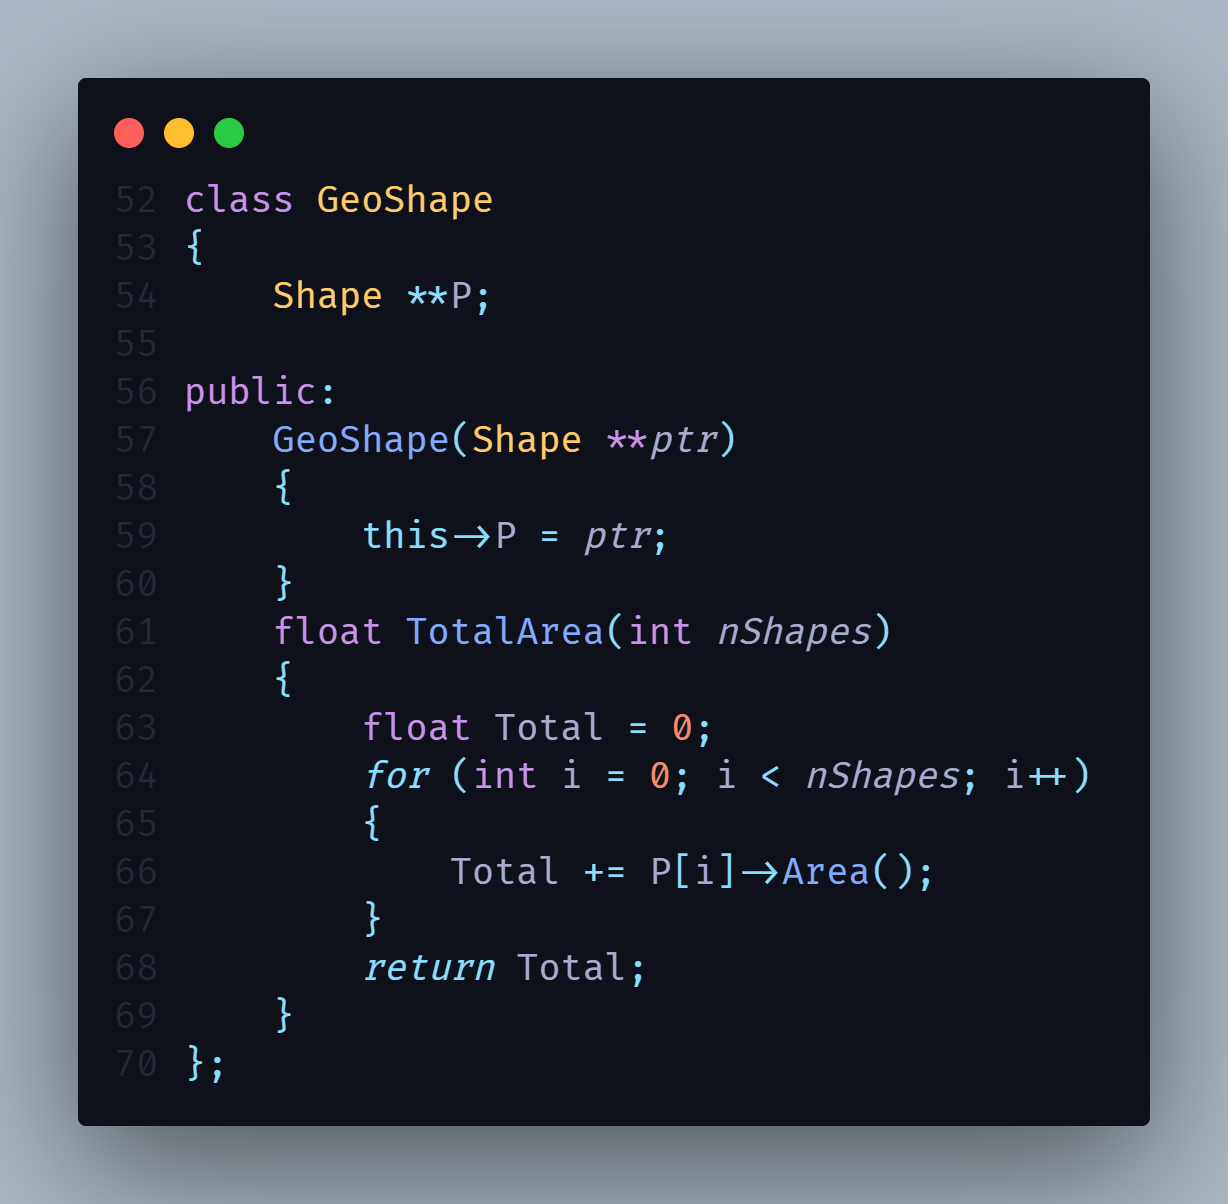 52 class GeoShape
53 {
54     Shape **P;
55
56 public:
57     GeoShape(Shape **ptr)
58     {
59         this->P = ptr;
60     }
61     float TotalArea(int nShapes)
62     {
63         float Total = 0;
64         for (int i = 0; i < nShapes; i++)
65         {
66             Total += P[i]->Area();
67         }
68         return Total;
69     }
70 };